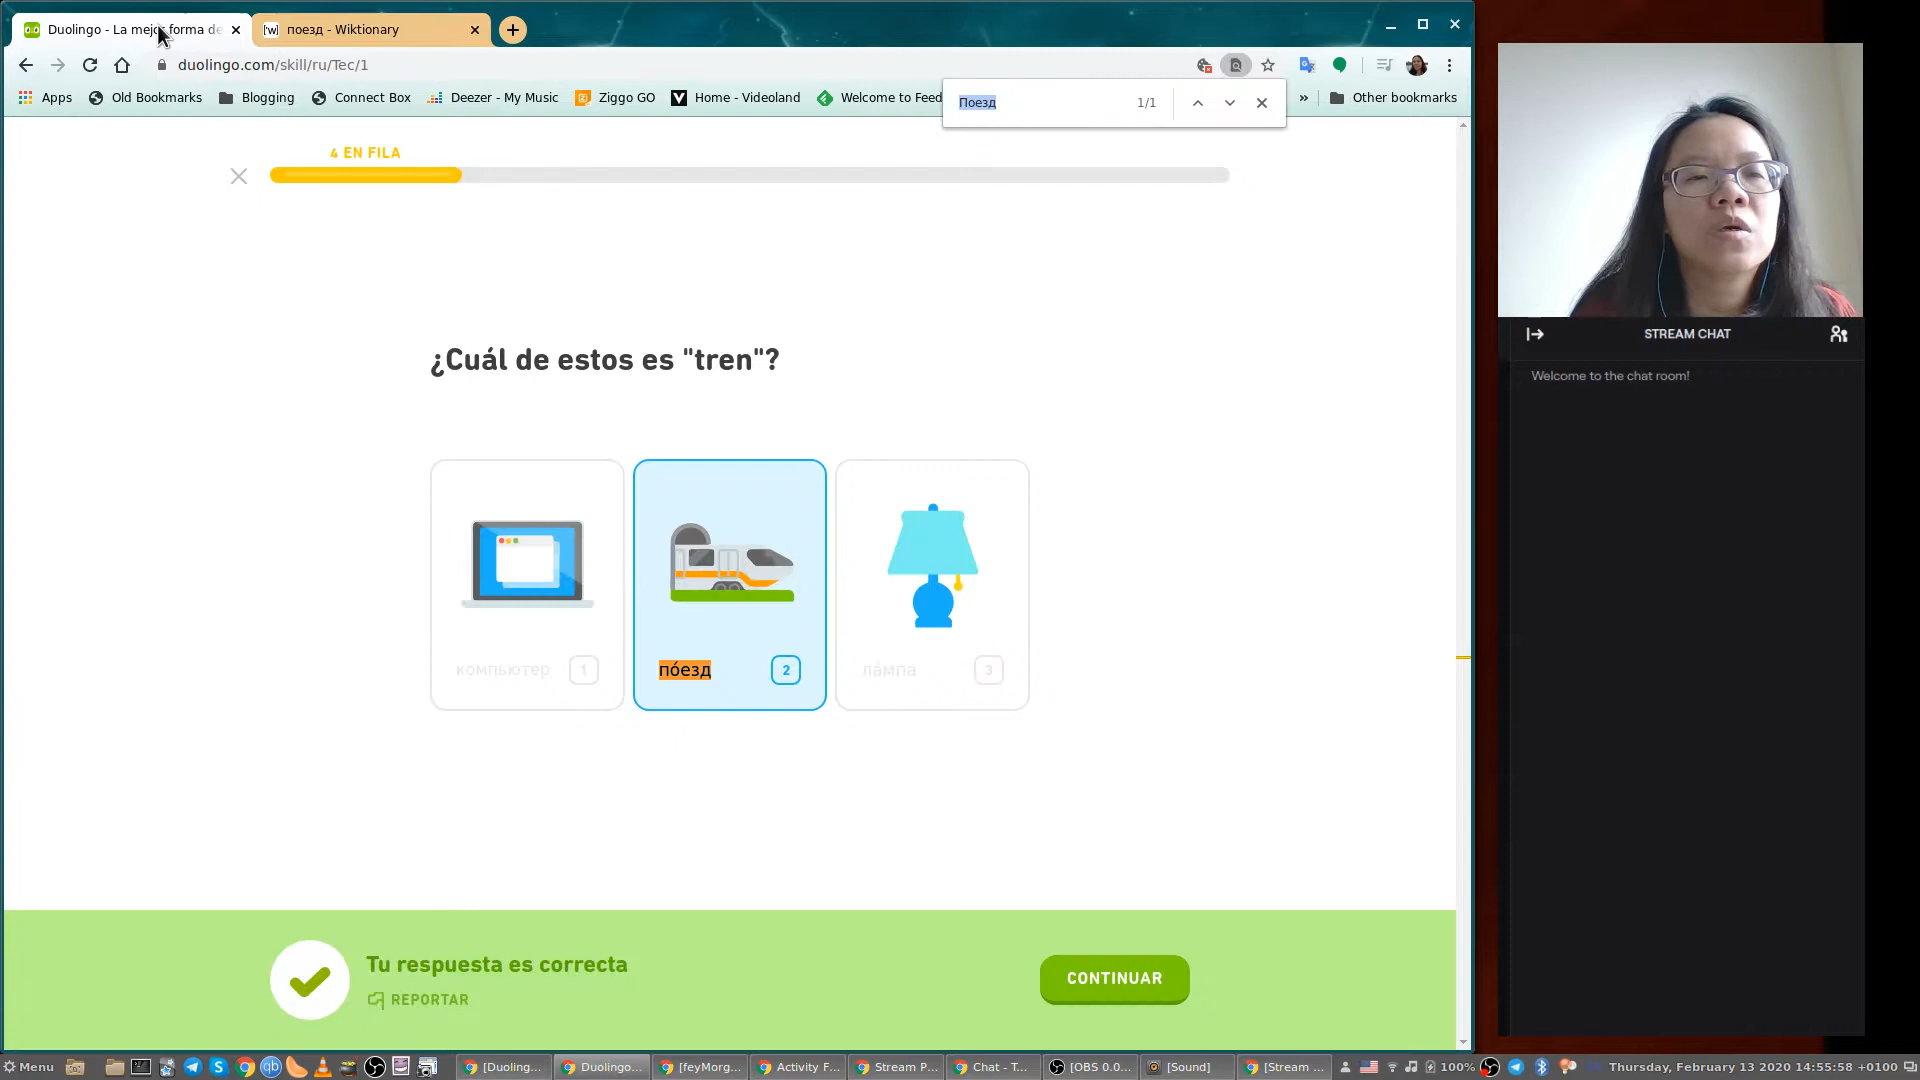 Duolingo - La mejor forma de
поезд - Wiktionary
duolingo.com/skill/ru/Tec/1
Apps
Old Bookmarks
Blogging
Connect Box
Deezer - My Music
Ziggo GO
Home - Videoland
Welcome to Feed
»
Other bookmarks
Поезд
1/1
4 EN FILA
¿Cuál de estos es "tren"?
компьютер
1
по́езд
2
ла́мпа
3
Tu respuesta es correcta
REPORTAR
CONTINUAR
STREAM CHAT
Welcome to the chat room!
Menu
[Duoling...
Duolingo...
[feyMorg...
Activity F...
Stream P...
Chat - T...
[OBS 0.0...
[Sound]
[Stream ...
100%
Thursday, February 13 2020 14:55:58 +0100